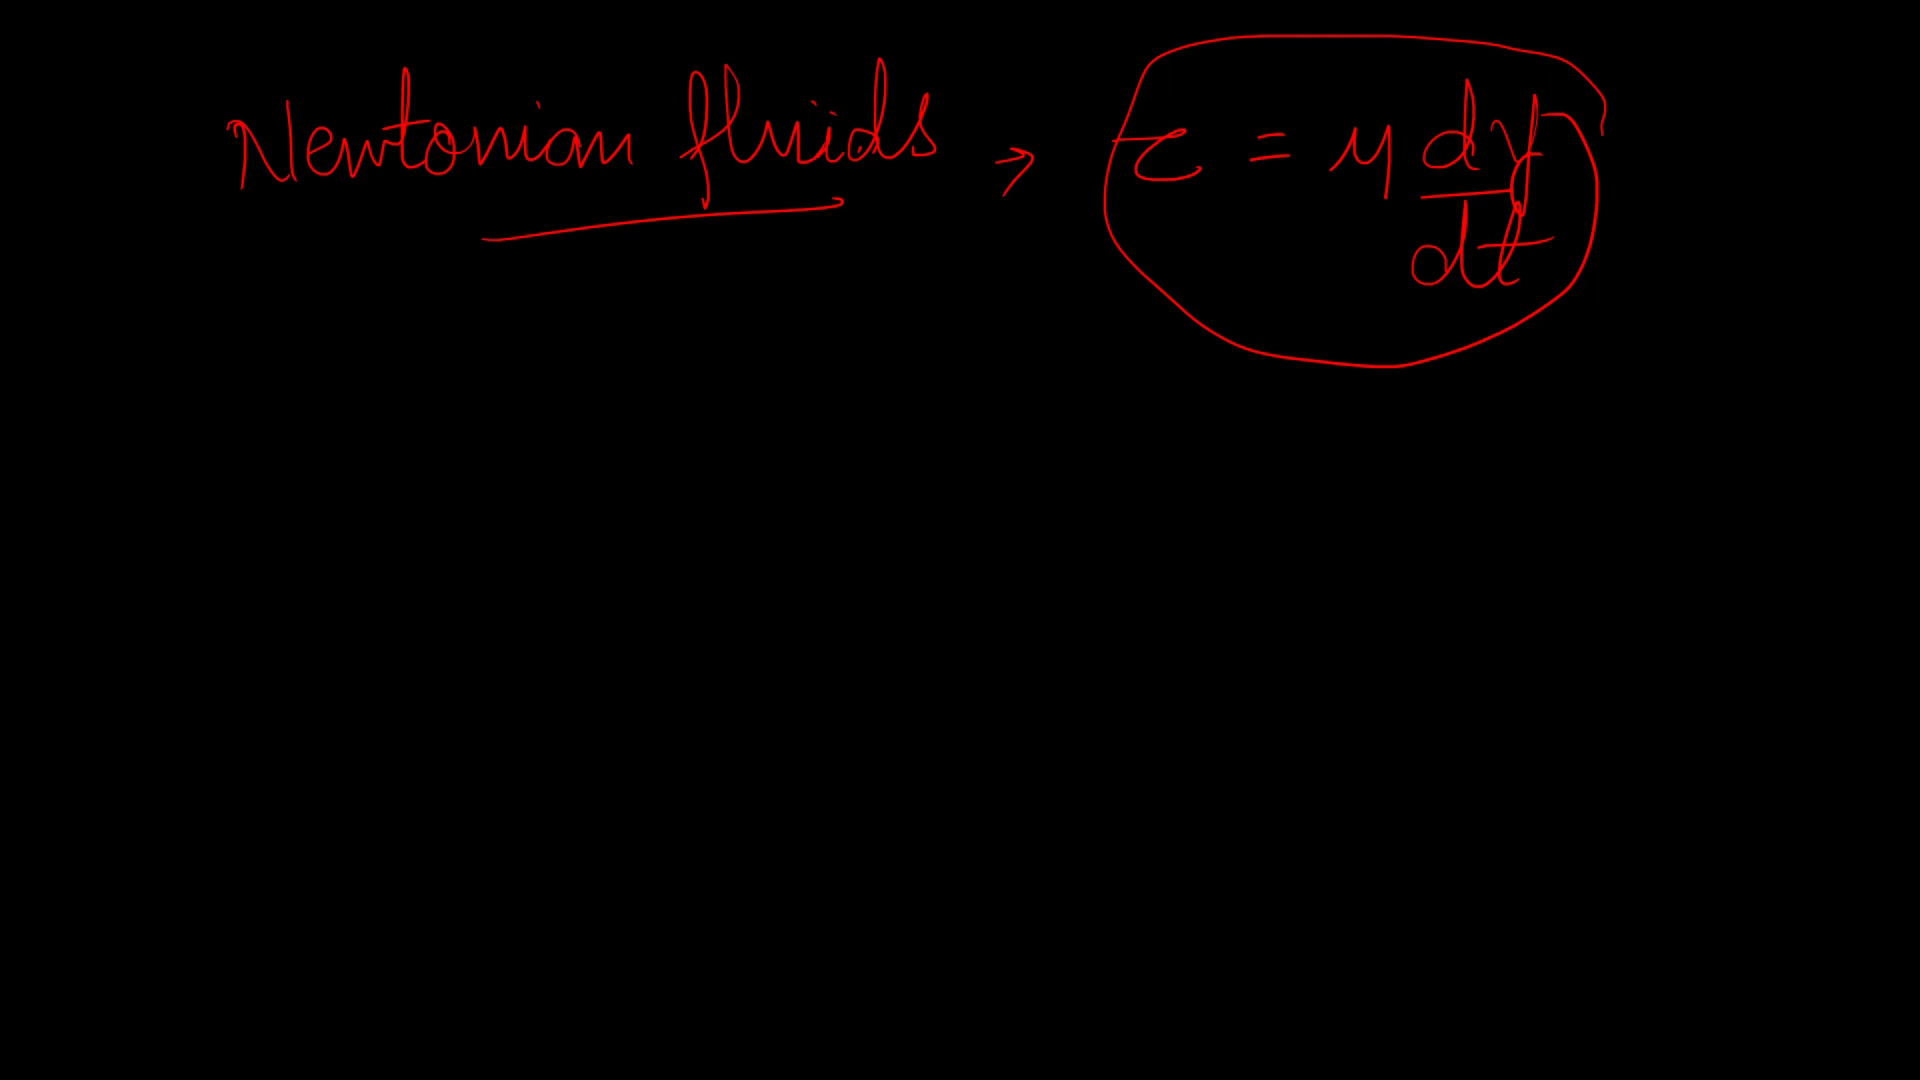 Newtonian fluids → τ = μ dγ/dt